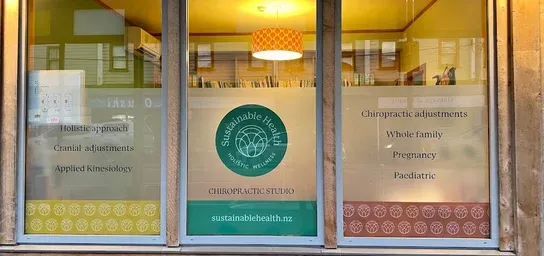 Holistic approach
Cranial adjustments
Applied Kinesiology
Sustainable Health
HOLISTIC WELLNESS
CHIROPRACTIC STUDIO
sustainablehealth.nz
Chiropractic adjustments
Whole family
Pregnancy
Paediatric